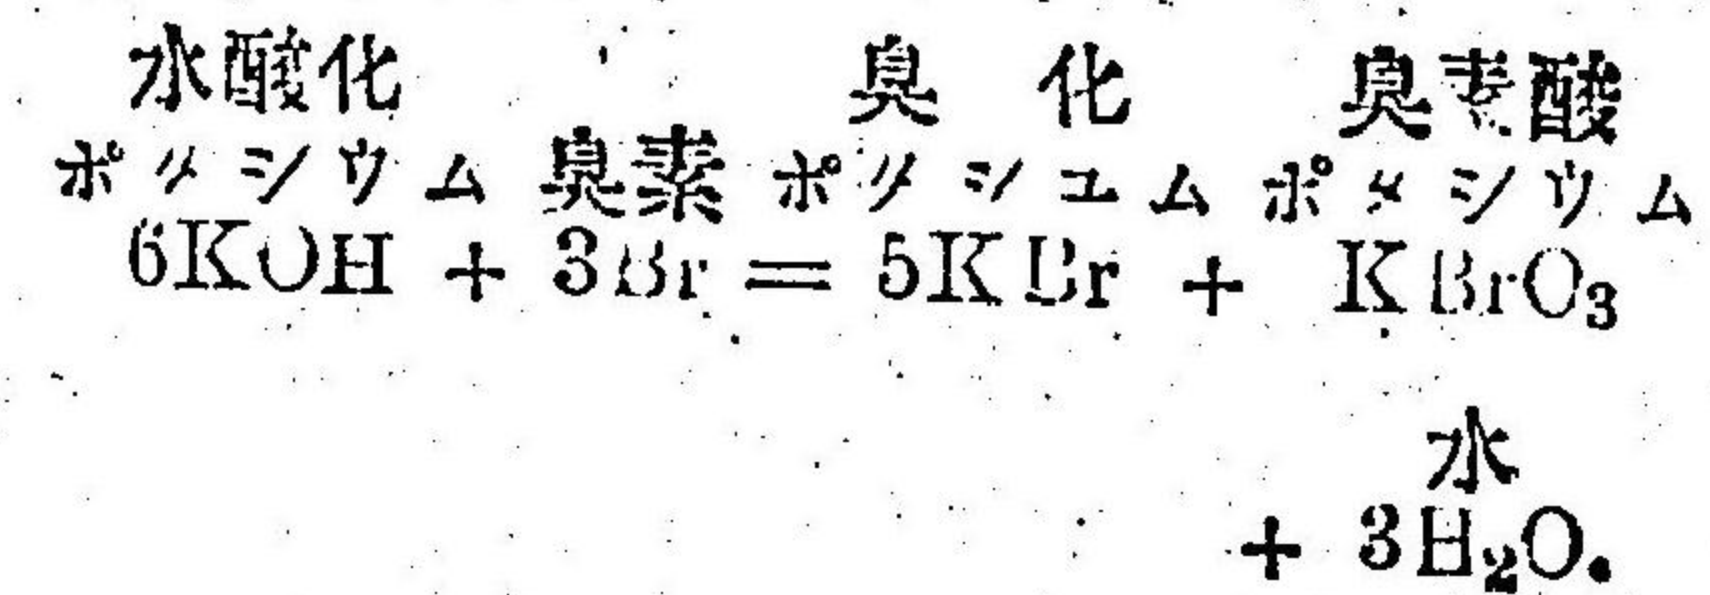 水酸化 臭化 臭素酸
ポタシウム 臭素 ポタシユム ポタシウム
6KOH + 3Br = 5KBr + KBrO₃
水
+ 3H₂O.